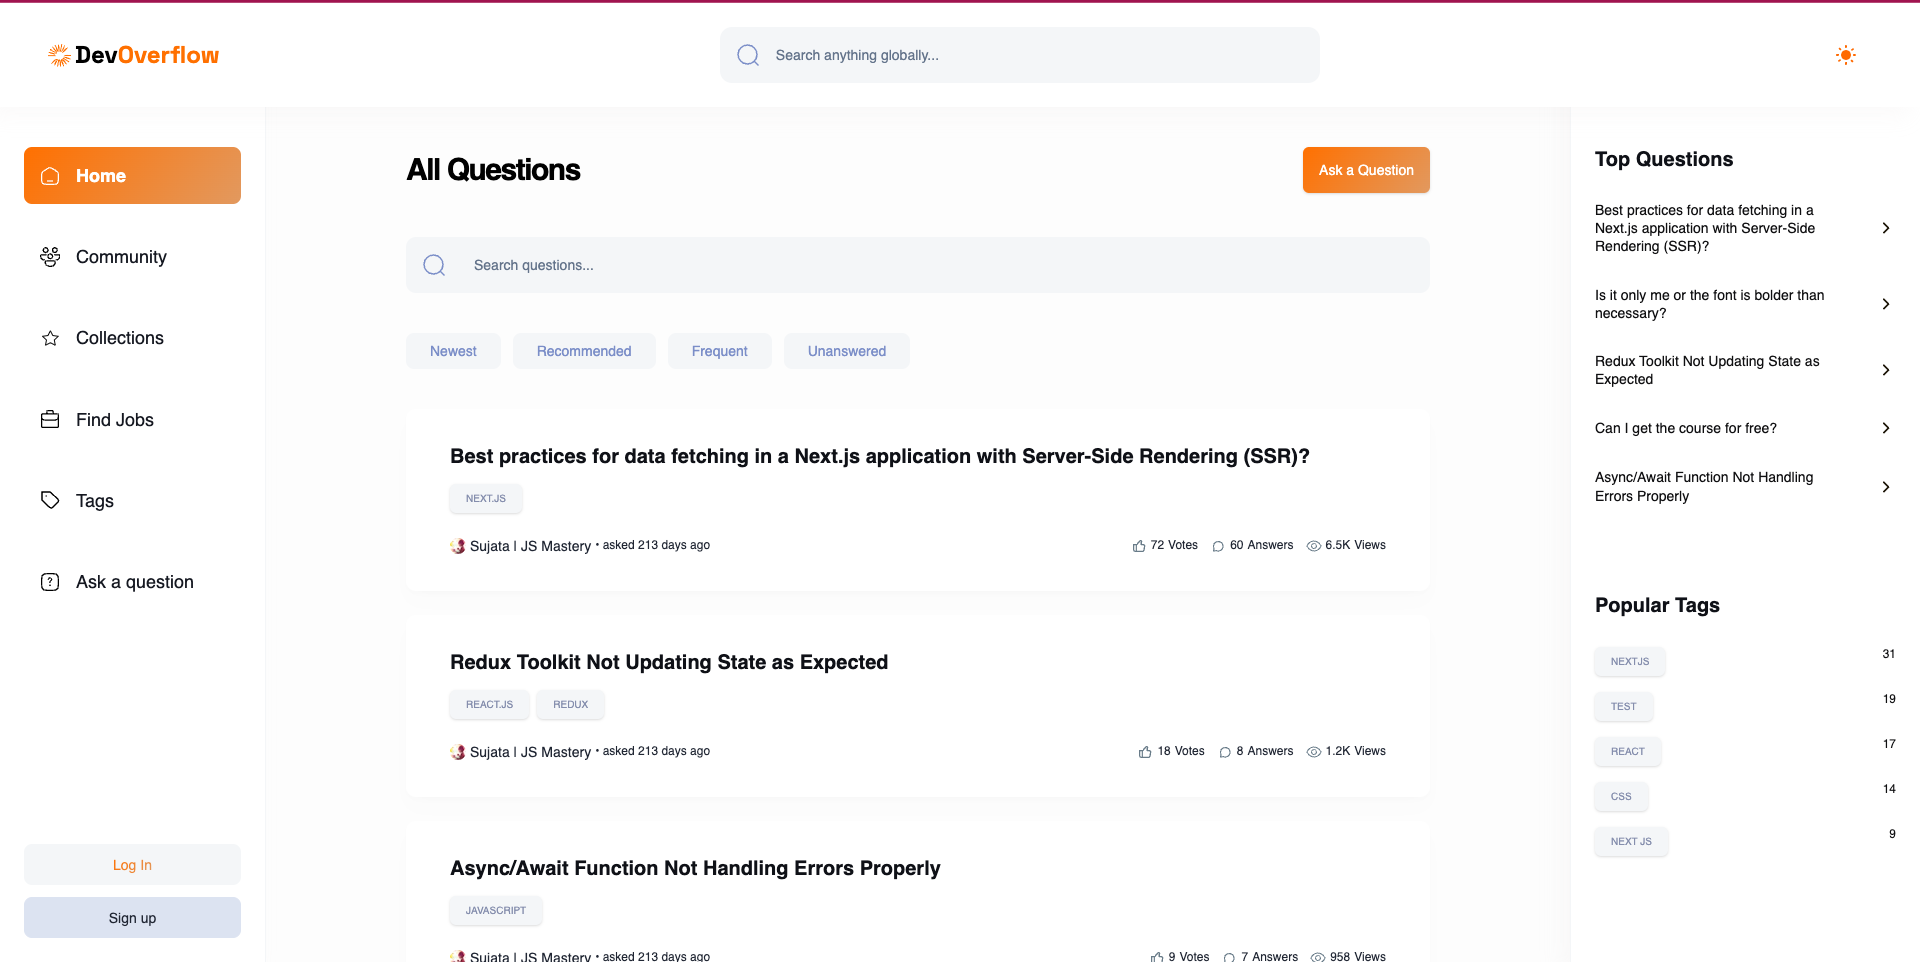 DevOverflow
Search anything globally...
Home
Community
Collections
Find Jobs
Tags
Ask a question
Log In
Sign up
All Questions
Ask a Question
Search questions...
Newest
Recommended
Frequent
Unanswered
Best practices for data fetching in a Next.js application with Server-Side Rendering (SSR)?
NEXT.JS
Sujata | JS Mastery • asked 213 days ago
72 Votes
60 Answers
6.5K Views
Redux Toolkit Not Updating State as Expected
REACT.JS
REDUX
Sujata | JS Mastery • asked 213 days ago
18 Votes
8 Answers
1.2K Views
Async/Await Function Not Handling Errors Properly
JAVASCRIPT
Sujata | JS Mastery • asked 213 days ago
9 Votes
7 Answers
958 Views
Top Questions
Best practices for data fetching in a
Next.js application with Server-Side
Rendering (SSR)?
Is it only me or the font is bolder than
necessary?
Redux Toolkit Not Updating State as
Expected
Can I get the course for free?
Async/Await Function Not Handling
Errors Properly
Popular Tags
NEXTJS
31
TEST
19
REACT
17
CSS
14
NEXT JS
9